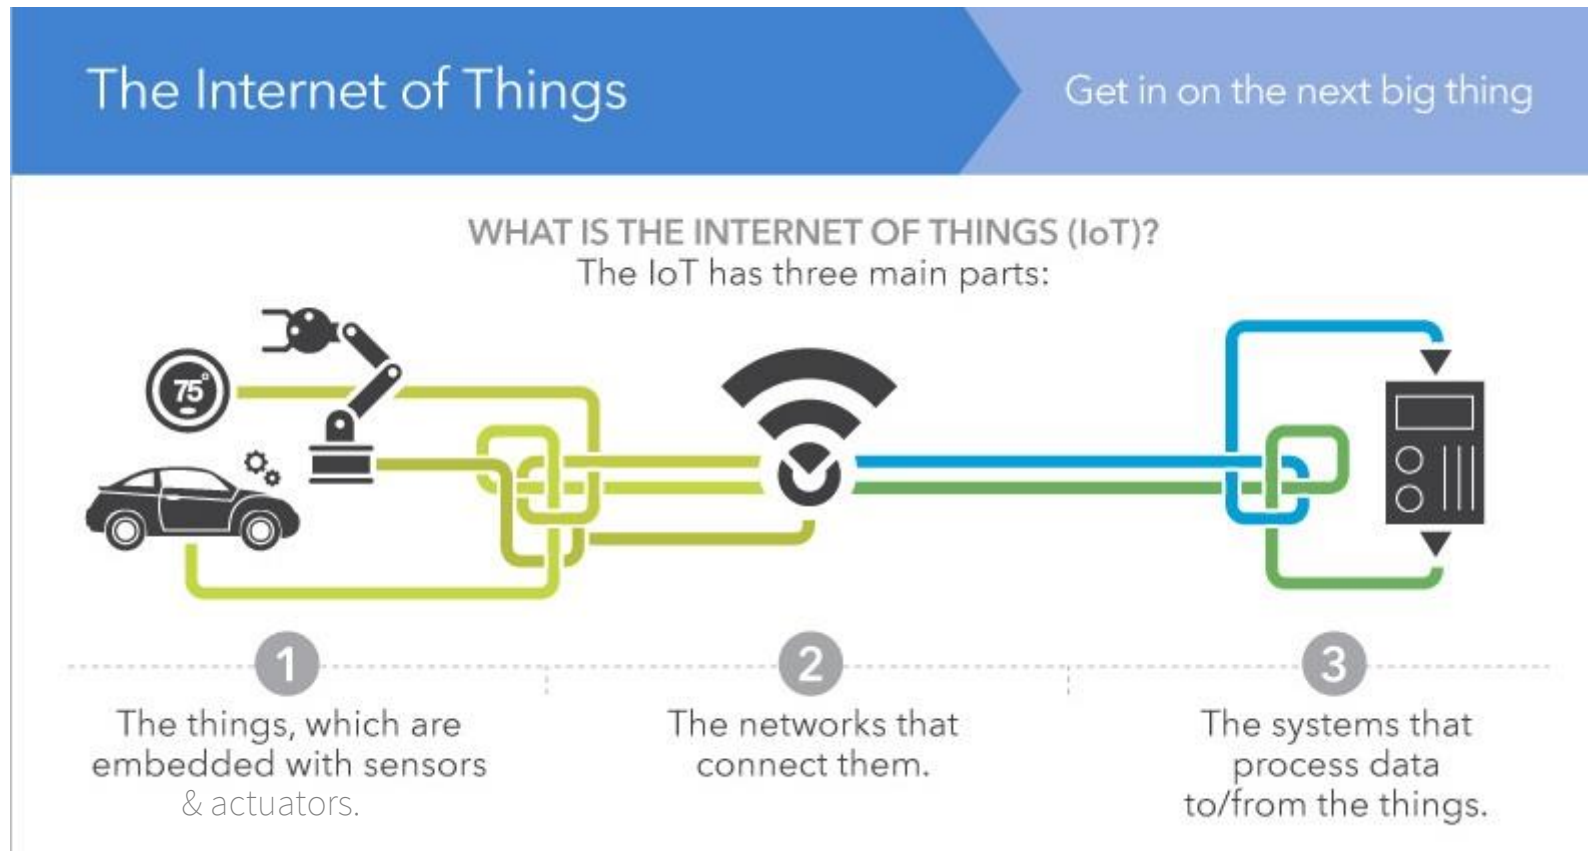 The Internet of Things
Get in on the next big thing
WHAT IS THE INTERNET OF THINGS (IoT)?
The IoT has three main parts:
75°
1
The things, which are
embedded with sensors
& actuators.
2
The networks that
connect them.
3
The systems that
process data
to/from the things.